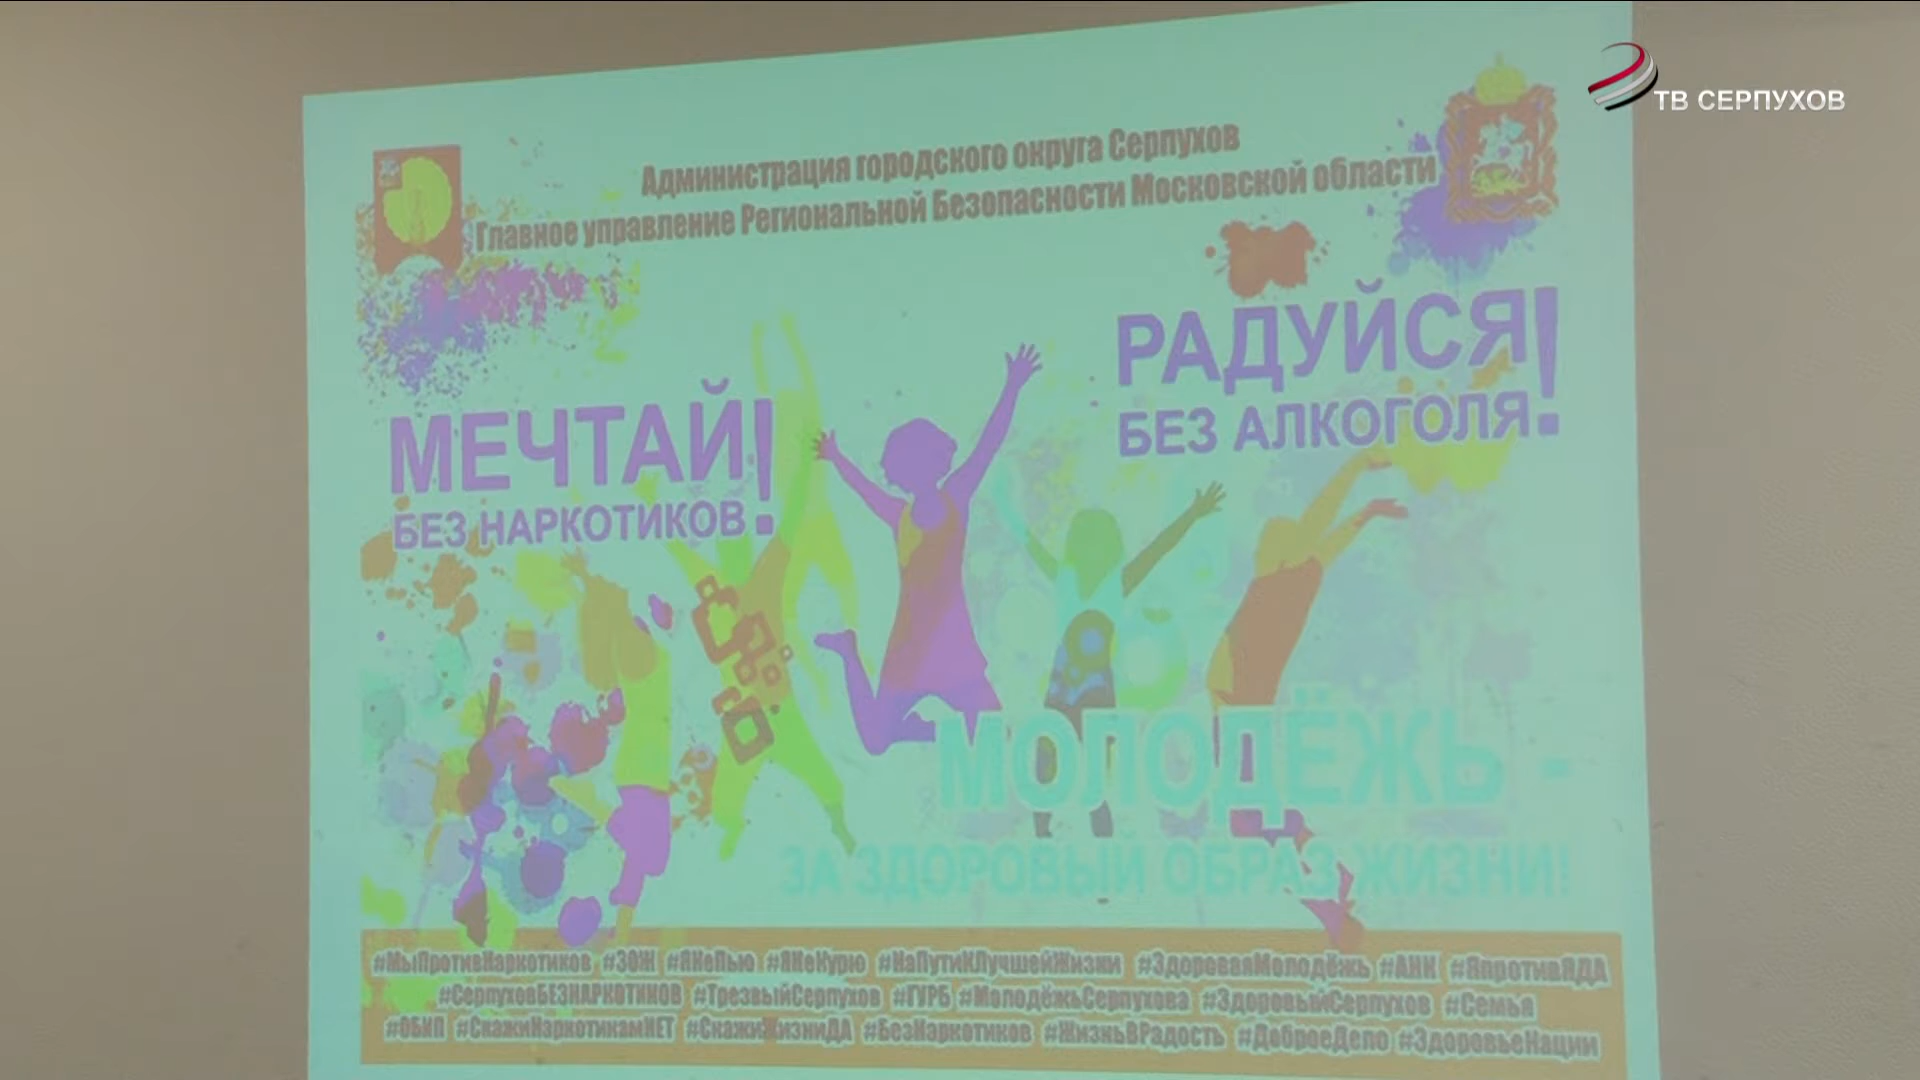 ТВ СЕРПУХОВ
Администрация городского округа Серпухов
Главное управление Региональной Безопасности Московской области
РАДУЙСЯ!
БЕЗ АЛКОГОЛЯ!
МЕЧТАЙ!
БЕЗ НАРКОТИКОВ!
МОЛОДЁЖЬ -
ЗА ЗДОРОВЫЙ ОБРАЗ ЖИЗНИ!
#МыПротивНаркотиков #ЗОЖ #ЯНеПью #ЯНеКурю #НаПутиКЛучшейЖизни #ЗдороваяМолодёжь #АНК #ЯпротивЯДА
#СерпуховБЕЗНАРКОТИКОВ #ТрезвыйСерпухов #ГУРБ #МолодёжьСерпухова #ЗдоровыйСерпухов #Семья
#СкажиНаркотикамНЕТ #СкажиЖизниДА #БезНаркотиков #ЖизньВРадость #ДоброеДело #ЗдоровьеНации